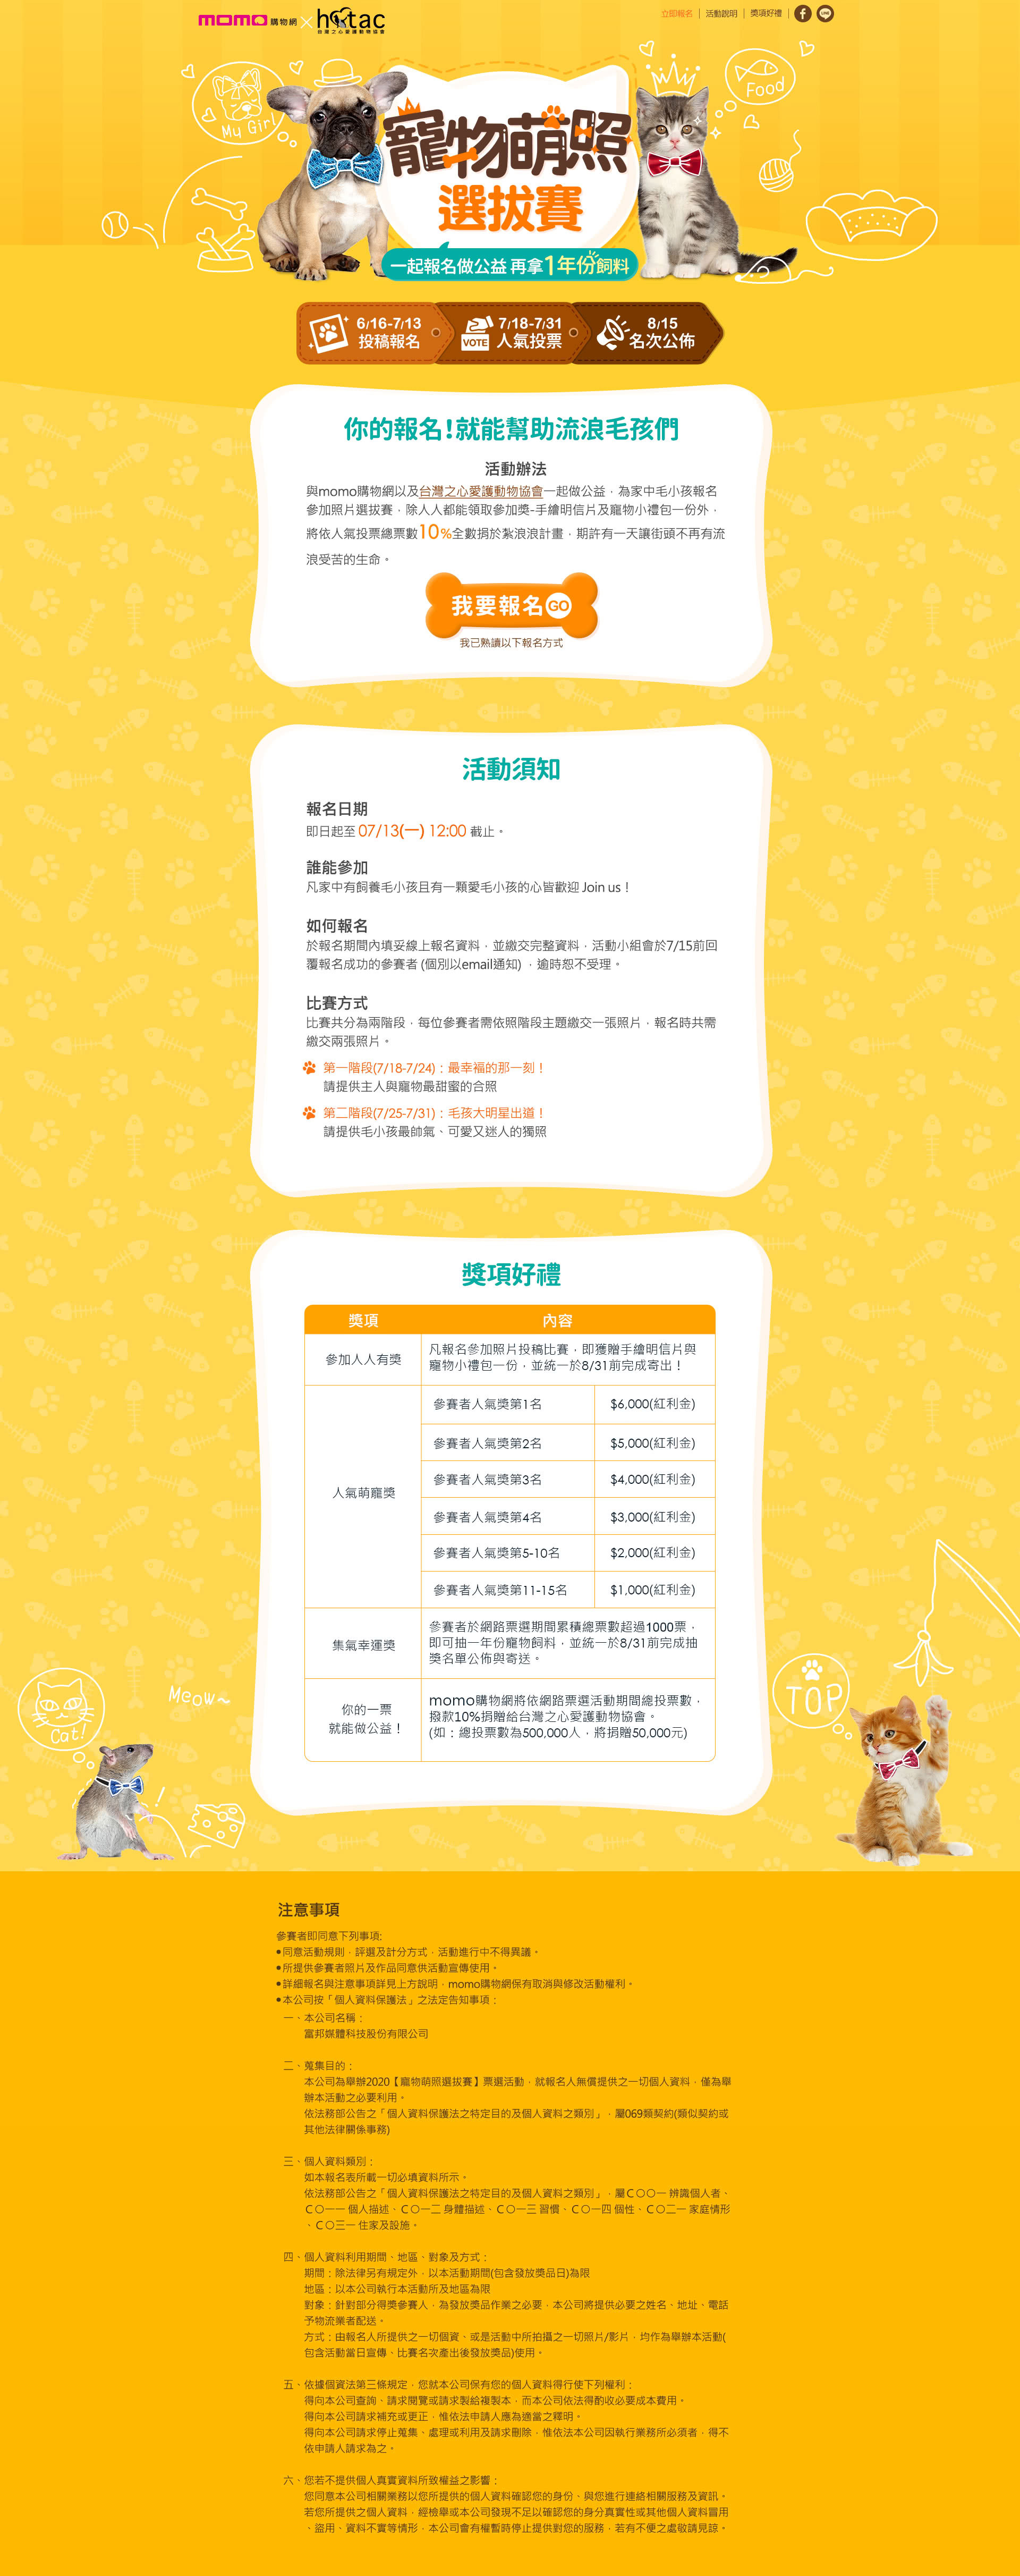 momo購物網 × hotac
台灣之心愛護動物協會
立即報名 | 活動說明 | 獎項好禮
My Girl
Food
寵物萌照
選拔賽
一起報名做公益 再拿1年份飼料
6/16-7/13
投稿報名
VOTE
7/18-7/31
人氣投票
8/15
名次公佈
你的報名!就能幫助流浪毛孩們
活動辦法
與momo購物網以及台灣之心愛護動物協會一起做公益，為家中毛小孩報名
參加照片選拔賽，除人人都能領取參加獎-手繪明信片及寵物小禮包一份外，
將依人氣投票總票數10%全數捐於紮浪浪計畫，期許有一天讓街頭不再有流
浪受苦的生命。
我要報名GO
我已熟讀以下報名方式
活動須知
報名日期
即日起至 07/13(一) 12:00 截止。
誰能參加
凡家中有飼養毛小孩且有一顆愛毛小孩的心皆歡迎 Join us！
如何報名
於報名期間內填妥線上報名資料，並繳交完整資料，活動小組會於7/15前回
覆報名成功的參賽者 (個別以email通知) ，逾時恕不受理。
比賽方式
比賽共分為兩階段，每位參賽者需依照階段主題繳交一張照片，報名時共需
繳交兩張照片。
第一階段(7/18-7/24)：最幸褔的那一刻！
請提供主人與寵物最甜蜜的合照
第二階段(7/25-7/31)：毛孩大明星出道！
請提供毛小孩最帥氣、可愛又迷人的獨照
獎項好禮
獎項 內容
參加人人有獎
凡報名參加照片投稿比賽，即獲贈手繪明信片與
寵物小禮包一份，並統一於8/31前完成寄出！
人氣萌寵獎
參賽者人氣獎第1名 $6,000(紅利金)
參賽者人氣獎第2名 $5,000(紅利金)
參賽者人氣獎第3名 $4,000(紅利金)
參賽者人氣獎第4名 $3,000(紅利金)
參賽者人氣獎第5-10名 $2,000(紅利金)
參賽者人氣獎第11-15名 $1,000(紅利金)
集氣幸運獎
參賽者於網路票選期間累積總票數超過1000票，
即可抽一年份寵物飼料，並統一於8/31前完成抽
獎名單公佈與寄送。
你的一票
就能做公益！
momo購物網將依網路票選活動期間總投票數，
撥款10%捐贈給台灣之心愛護動物協會。
(如：總投票數為500,000人，將捐贈50,000元)
Cat!
Meow~
TOP
注意事項
參賽者即同意下列事項:
●同意活動規則，評選及計分方式，活動進行中不得異議。
●所提供參賽者照片及作品同意供活動宣傳使用。
●詳細報名與注意事項詳見上方說明，momo購物網保有取消與修改活動權利。
●本公司按「個人資料保護法」之法定告知事項：
一、本公司名稱：
富邦媒體科技股份有限公司
二、蒐集目的：
本公司為舉辦2020【寵物萌照選拔賽】票選活動，就報名人無償提供之一切個人資料，僅為舉
辦本活動之必要利用。
依法務部公告之「個人資料保護法之特定目的及個人資料之類別」，屬069類契約(類似契約或
其他法律關係事務)
三、個人資料類別：
如本報名表所載一切必填資料所示。
依法務部公告之「個人資料保護法之特定目的及個人資料之類別」，屬Ｃ〇〇一 辨識個人者、
Ｃ〇一一 個人描述、Ｃ〇一二 身體描述、Ｃ〇一三 習慣、Ｃ〇一四 個性、Ｃ〇二一 家庭情形
、Ｃ〇三一 住家及設施。
四、個人資料利用期間、地區、對象及方式：
期間：除法律另有規定外，以本活動期間(包含發放獎品日)為限
地區：以本公司執行本活動所及地區為限
對象：針對部分得獎參賽人，為發放獎品作業之必要，本公司將提供必要之姓名、地址、電話
予物流業者配送。
方式：由報名人所提供之一切個資、或是活動中所拍攝之一切照片/影片，均作為舉辦本活動(
包含活動當日宣傳、比賽名次產出後發放獎品)使用。
五、依據個資法第三條規定，您就本公司保有您的個人資料得行使下列權利：
得向本公司查詢、請求閱覽或請求製給複製本，而本公司依法得酌收必要成本費用。
得向本公司請求補充或更正，惟依法申請人應為適當之釋明。
得向本公司請求停止蒐集、處理或利用及請求刪除，惟依法本公司因執行業務所必須者，得不
依申請人請求為之。
六、您若不提供個人真實資料所致權益之影響：
您同意本公司相關業務以您所提供的個人資料確認您的身份、與您進行連絡相關服務及資訊。
若您所提供之個人資料，經檢舉或本公司發現不足以確認您的身分真實性或其他個人資料冒用
、盜用、資料不實等情形，本公司會有權暫時停止提供對您的服務，若有不便之處敬請見諒。